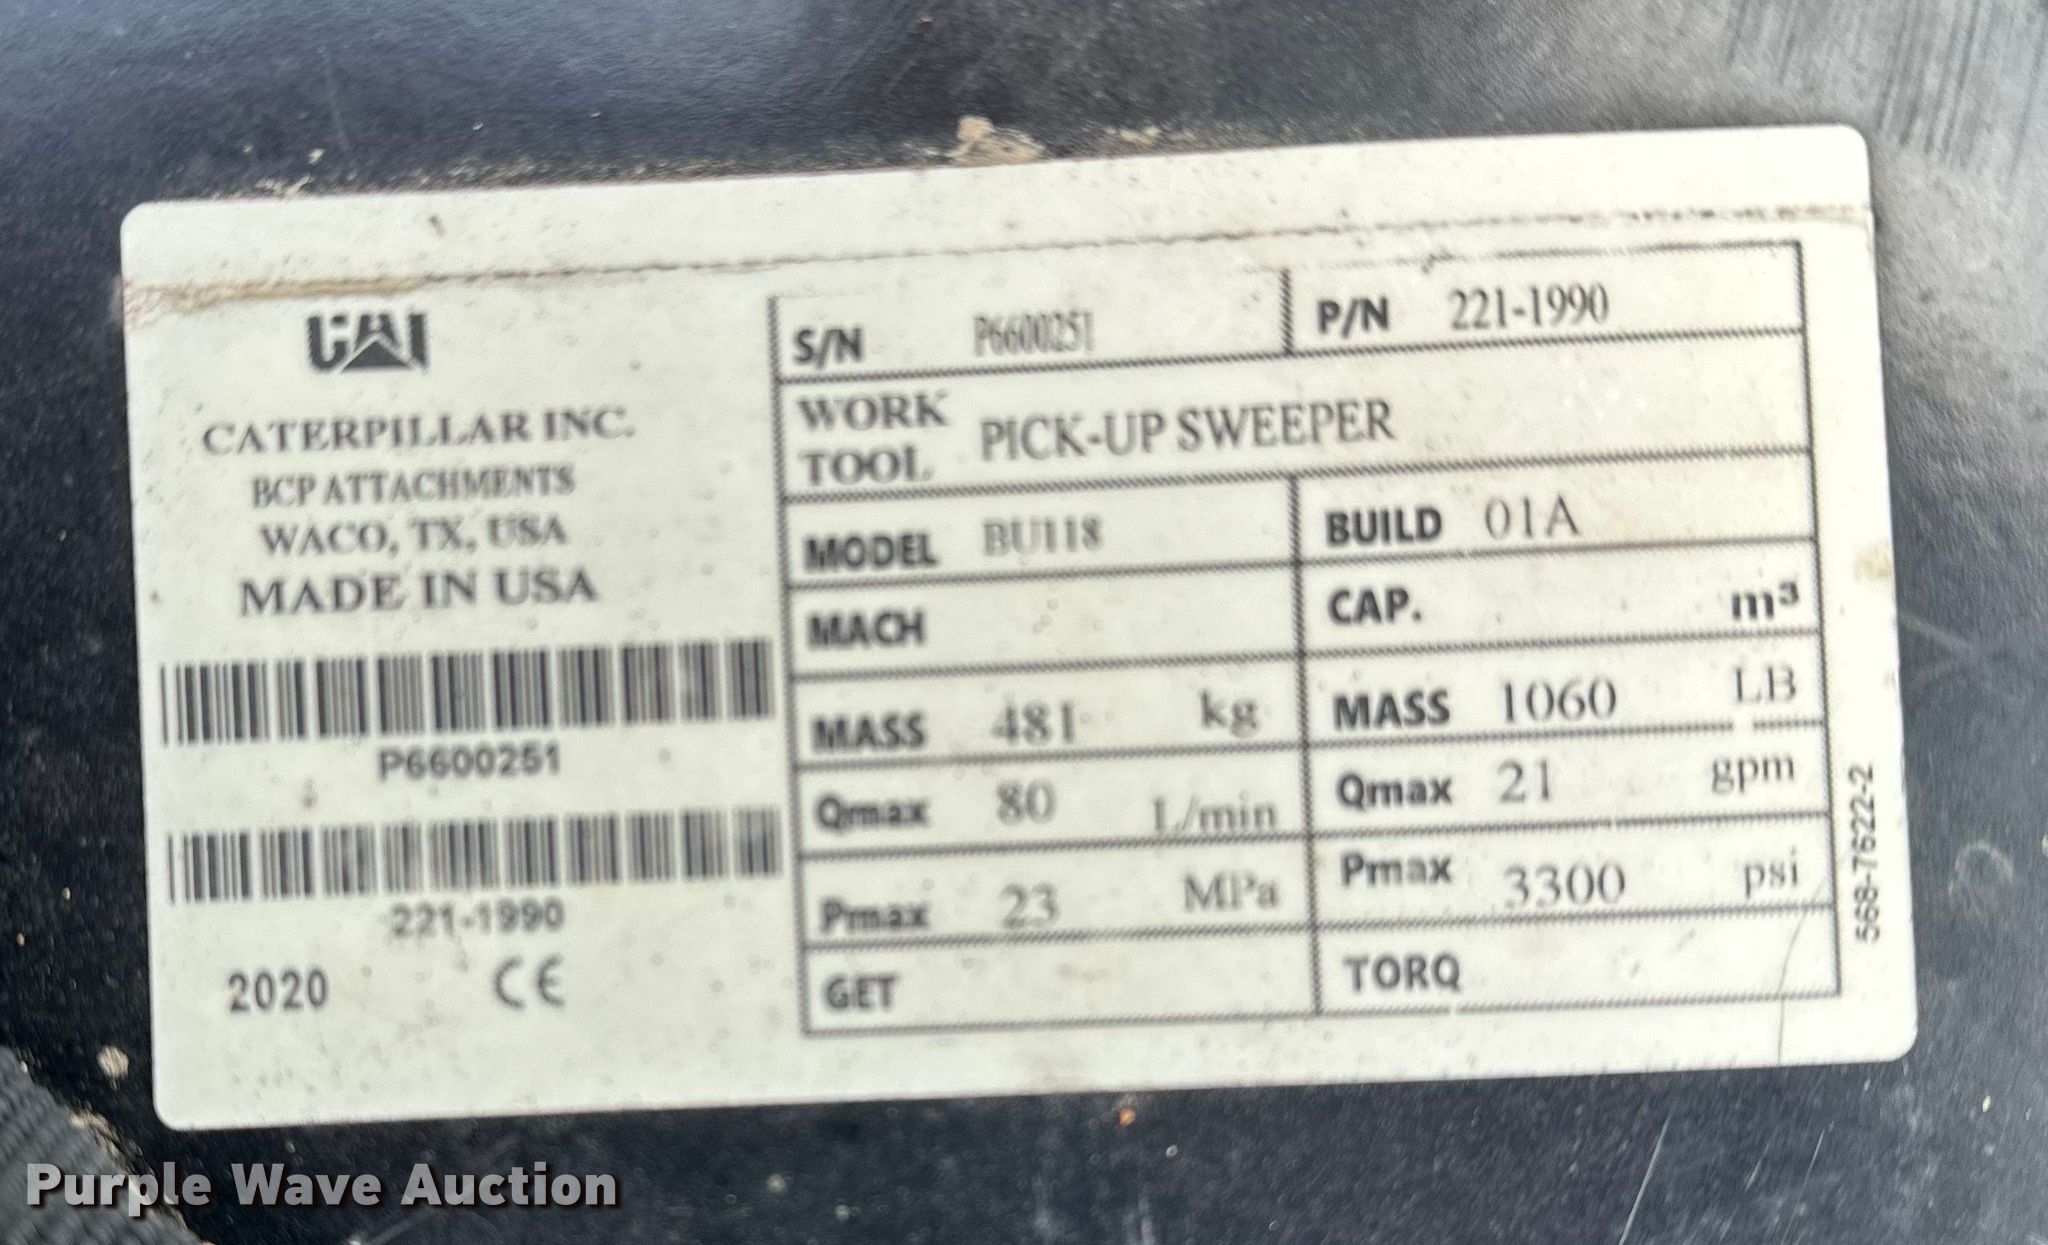 CAT
CATERPILLAR INC.
BCP ATTACHMENTS
WACO, TX, USA
MADE IN USA
P6600251
221-1990
2020 CE
S/N P6600251 P/N 221-1990
WORK TOOL PICK-UP SWEEPER
MODEL BU118 BUILD 01A
MACH CAP. m³
MASS 481 kg MASS 1060 LB
Qmax 80 L/min Qmax 21 gpm
Pmax 23 MPa Pmax 3300 psi
GET TORQ
568-7622-2
Purple Wave Auction